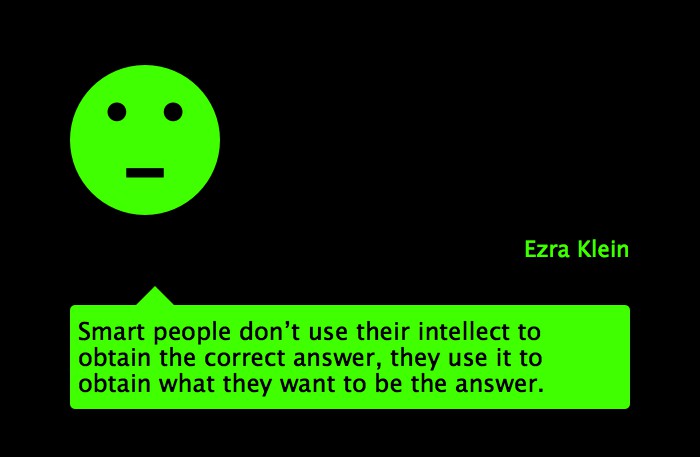 Ezra Klein
Smart people don’t use their intellect to
obtain the correct answer, they use it to
obtain what they want to be the answer.